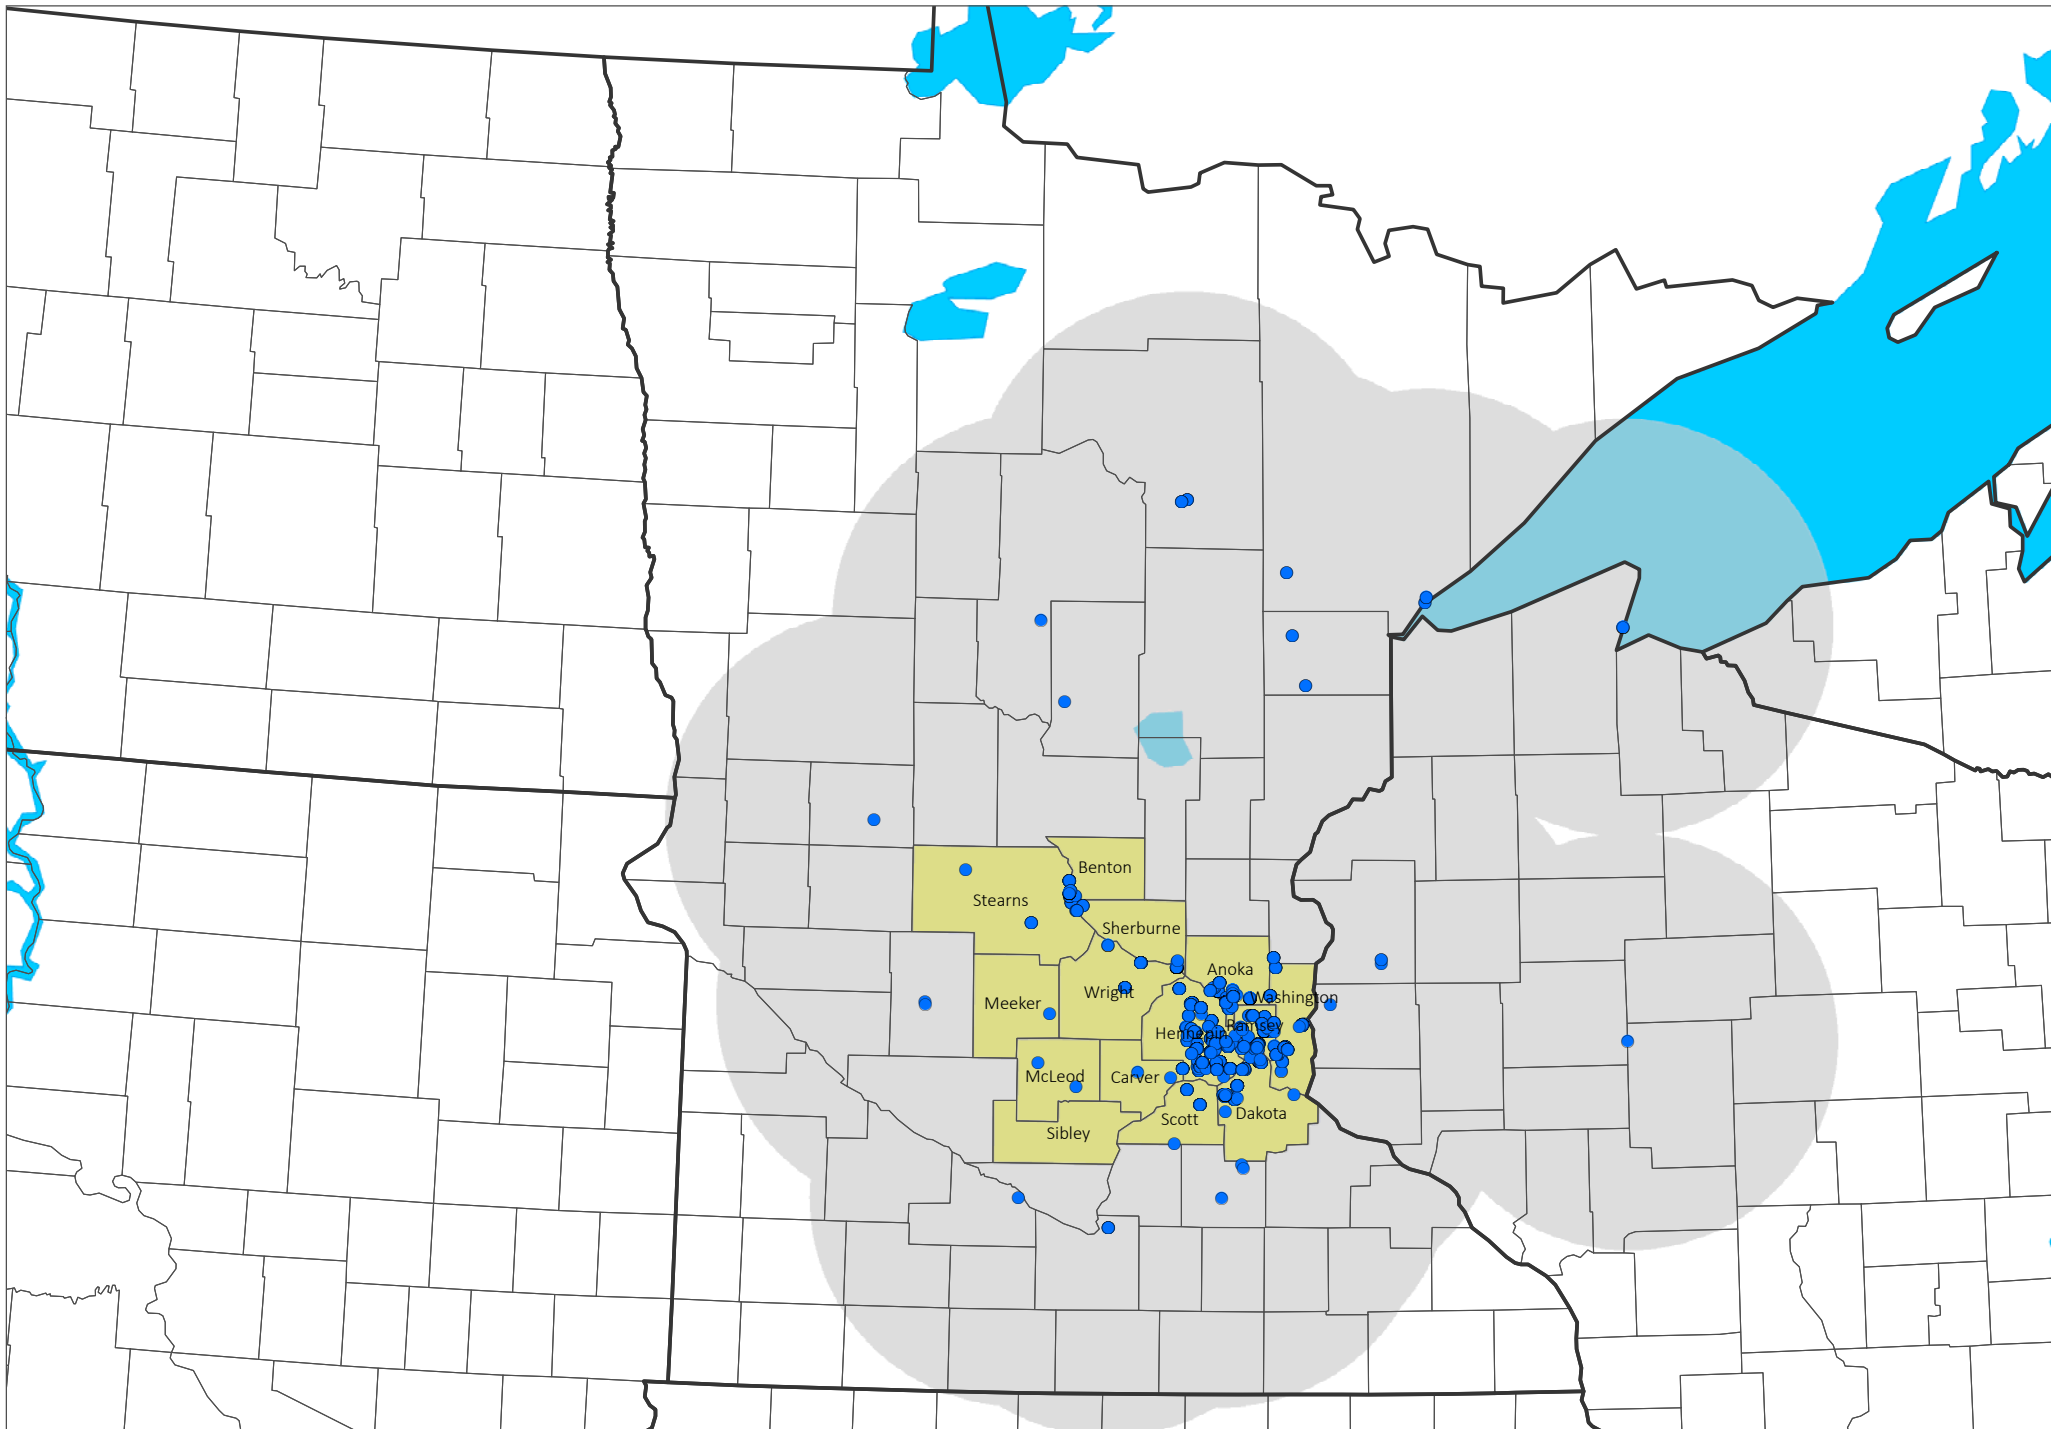 Benton
Stearns
Sherburne
Anoka
Wright
Washington
Meeker
Ramsey
Hennepin
McLeod
Carver
Dakota
Scott
Sibley